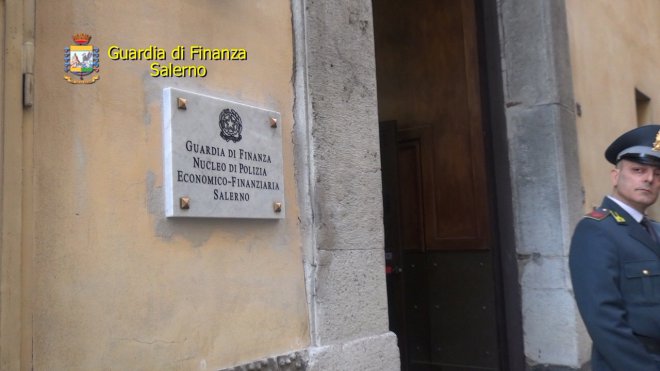 Guardia di Finanza
Salerno
GUARDIA DI FINANZA
NUCLEO DI POLIZIA
ECONOMICO-FINANZIARIA
SALERNO